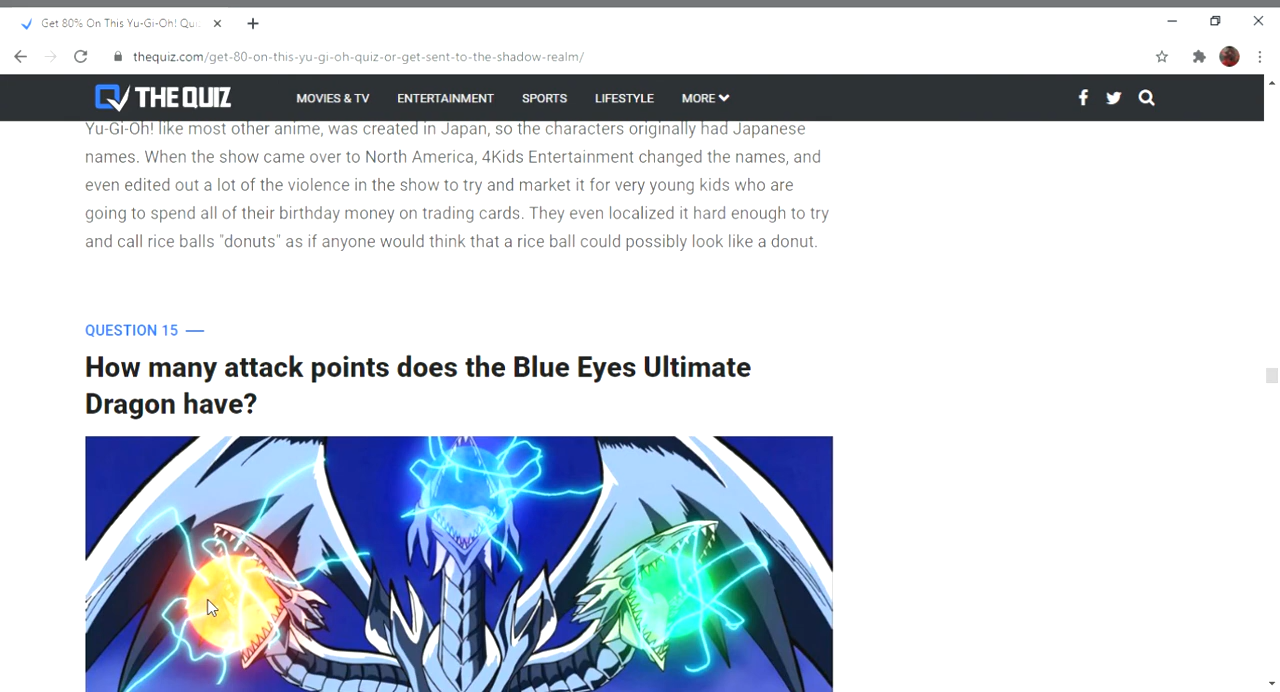 Get 80% On This Yu-Gi-Oh! Qu
thequiz.com/get-80-on-this-yu-gi-oh-quiz-or-get-sent-to-the-shadow-realm/
THE QUIZ MOVIES & TV ENTERTAINMENT SPORTS LIFESTYLE MORE
Yu-Gi-Oh! like most other anime, was created in Japan, so the characters originally had Japanese
names. When the show came over to North America, 4Kids Entertainment changed the names, and
even edited out a lot of the violence in the show to try and market it for very young kids who are
going to spend all of their birthday money on trading cards. They even localized it hard enough to try
and call rice balls "donuts" as if anyone would think that a rice ball could possibly look like a donut.
QUESTION 15
How many attack points does the Blue Eyes Ultimate
Dragon have?